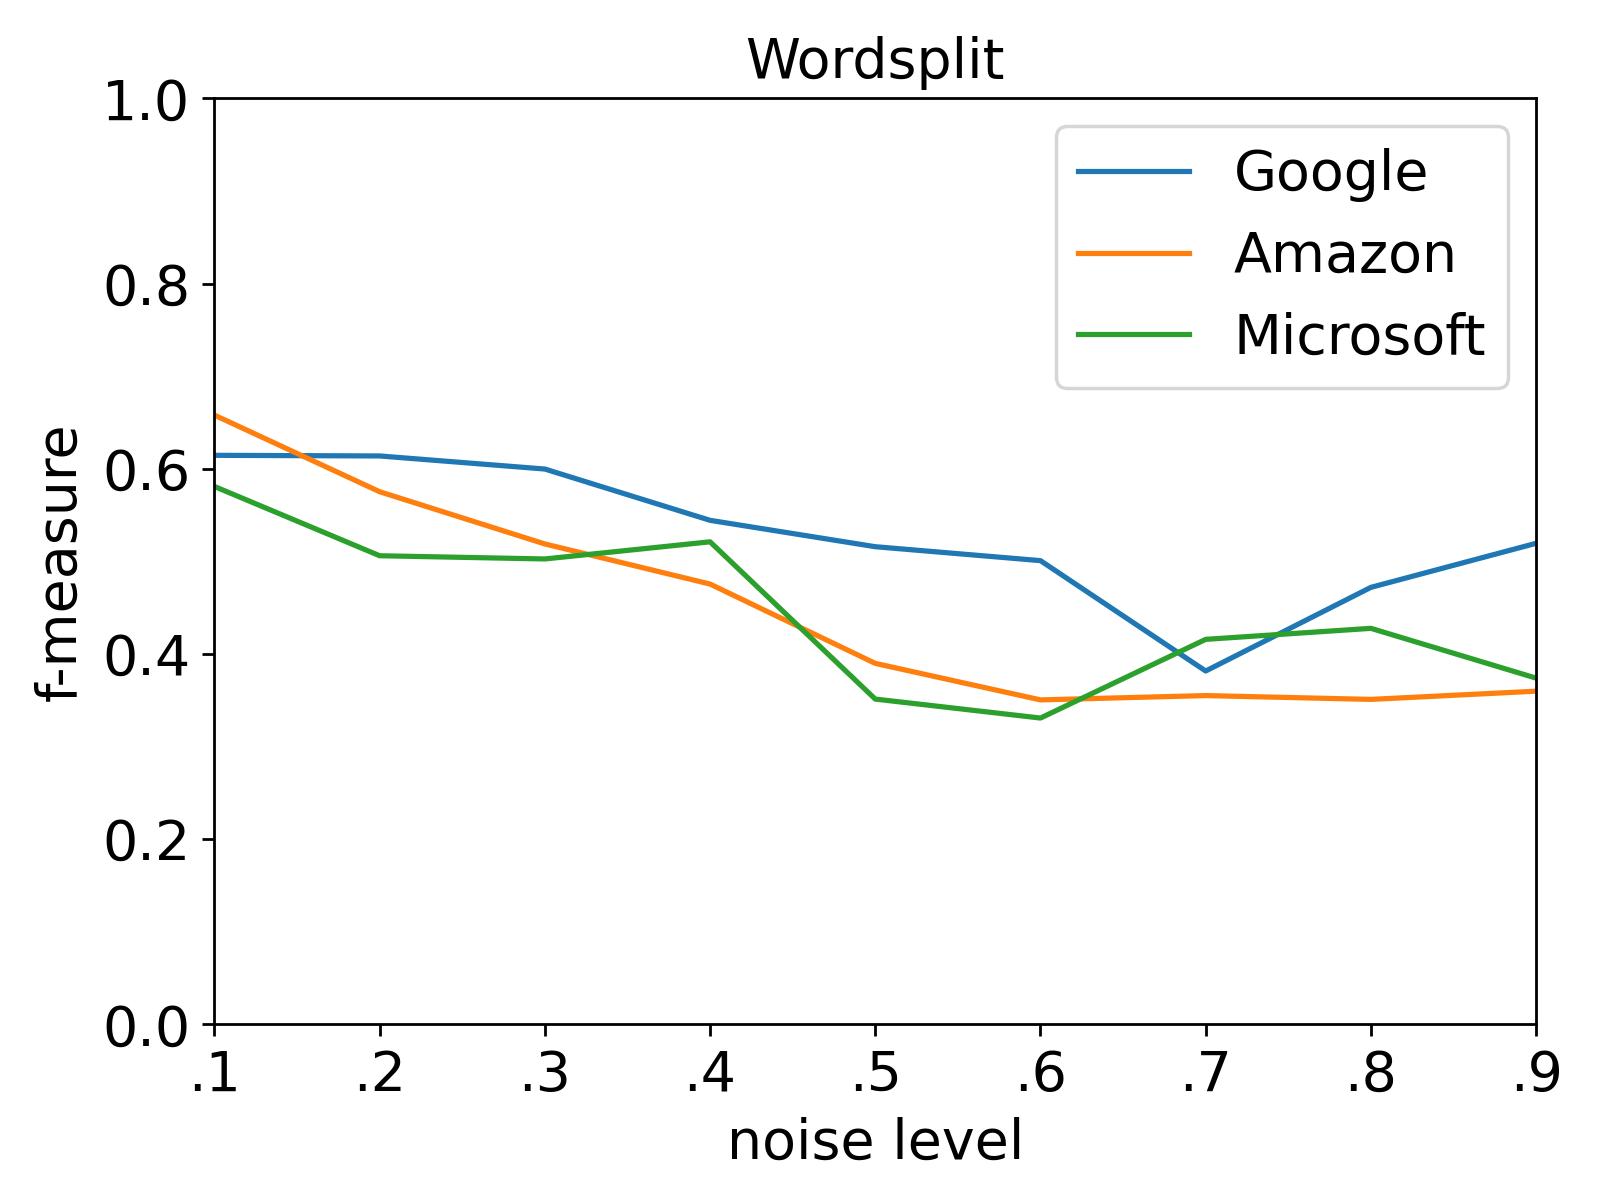 Wordsplit
1.0
0.8
0.6
0.4
0.2
0.0
f-measure
Google
Amazon
Microsoft
.1 .2 .3 .4 .5 .6 .7 .8 .9
noise level